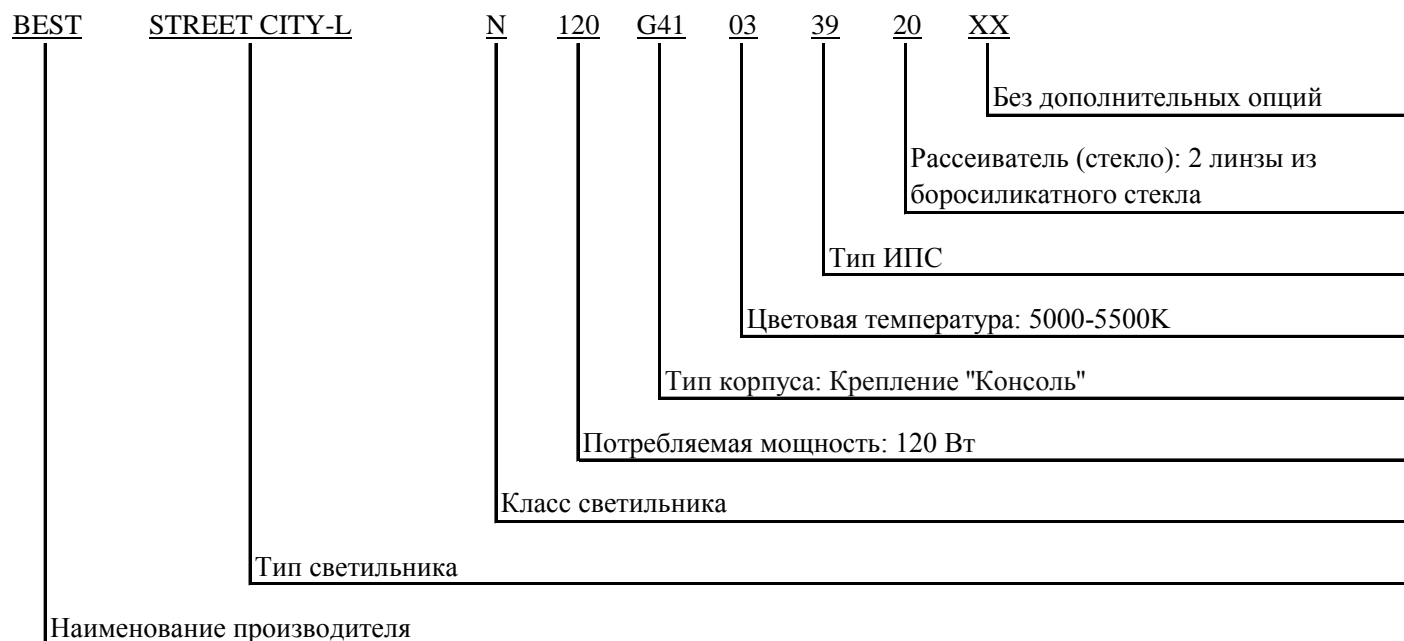 BEST STREET CITY-L N 120 G41 03 39 20 XX
Без дополнительных опций
Рассеиватель (стекло): 2 линзы из
боросиликатного стекла
Тип ИПС
Цветовая температура: 5000-5500К
Тип корпуса: Крепление "Консоль"
Потребляемая мощность: 120 Вт
Класс светильника
Тип светильника
Наименование производителя